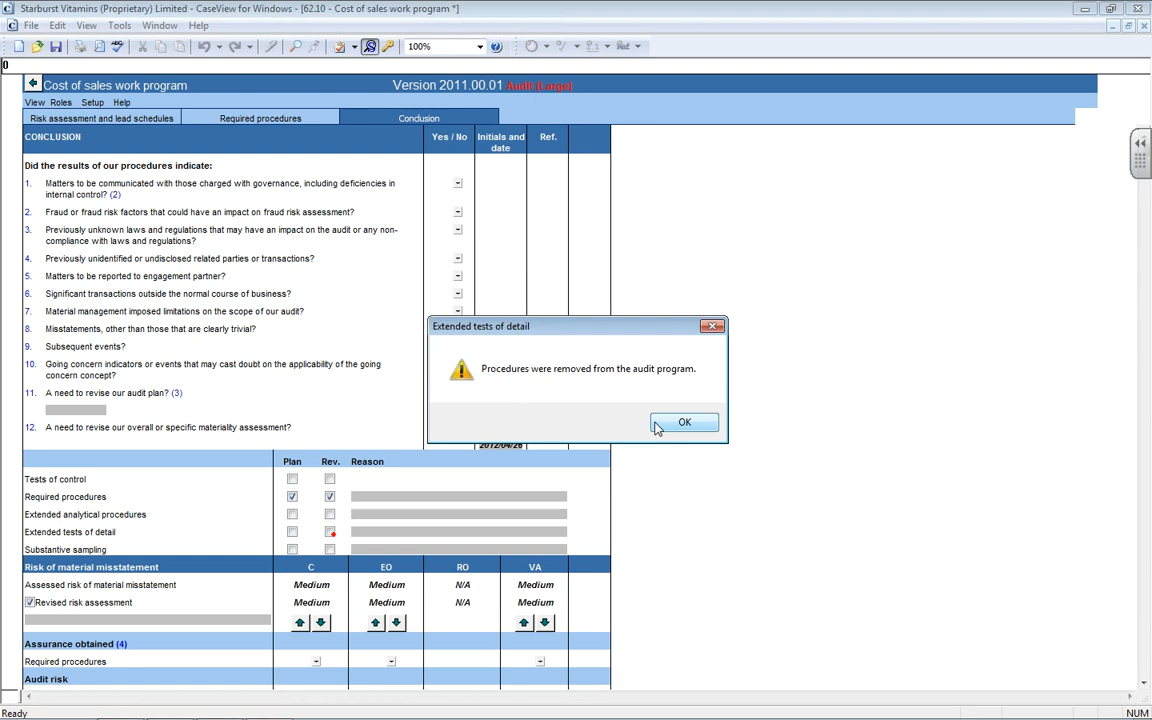 Starburst Vitamins (Proprietary) Limited - CaseView for Windows - [62.10 - Cost of sales work program *]
File Edit View Tools Window Help
100%
0
Cost of sales work program Version 2011.00.01 Audit (Large)
View Roles Setup Help
Risk assessment and lead schedules Required procedures Conclusion
CONCLUSION Yes / No Initials and date Ref.
Did the results of our procedures indicate:
1. Matters to be communicated with those charged with governance, including deficiencies in
internal control? (2)
2. Fraud or fraud risk factors that could have an impact on fraud risk assessment?
3. Previously unknown laws and regulations that may have an impact on the audit or any non-
compliance with laws and regulations?
4. Previously unidentified or undisclosed related parties or transactions?
5. Matters to be reported to engagement partner?
6. Significant transactions outside the normal course of business?
7. Material management imposed limitations on the scope of our audit?
8. Misstatements, other than those that are clearly trivial?
9. Subsequent events?
10. Going concern indicators or events that may cast doubt on the applicability of the going
concern concept?
11. A need to revise our audit plan? (3)
12. A need to revise our overall or specific materiality assessment?
Extended tests of detail
Procedures were removed from the audit program.
OK
2012/04/26
Plan Rev. Reason
Tests of control
Required procedures
Extended analytical procedures
Extended tests of detail
Substantive sampling
Risk of material misstatement C EO RO VA
Assessed risk of material misstatement Medium Medium N/A Medium
Revised risk assessment Medium Medium N/A Medium
Assurance obtained (4)
Required procedures
Audit risk
Ready NUM